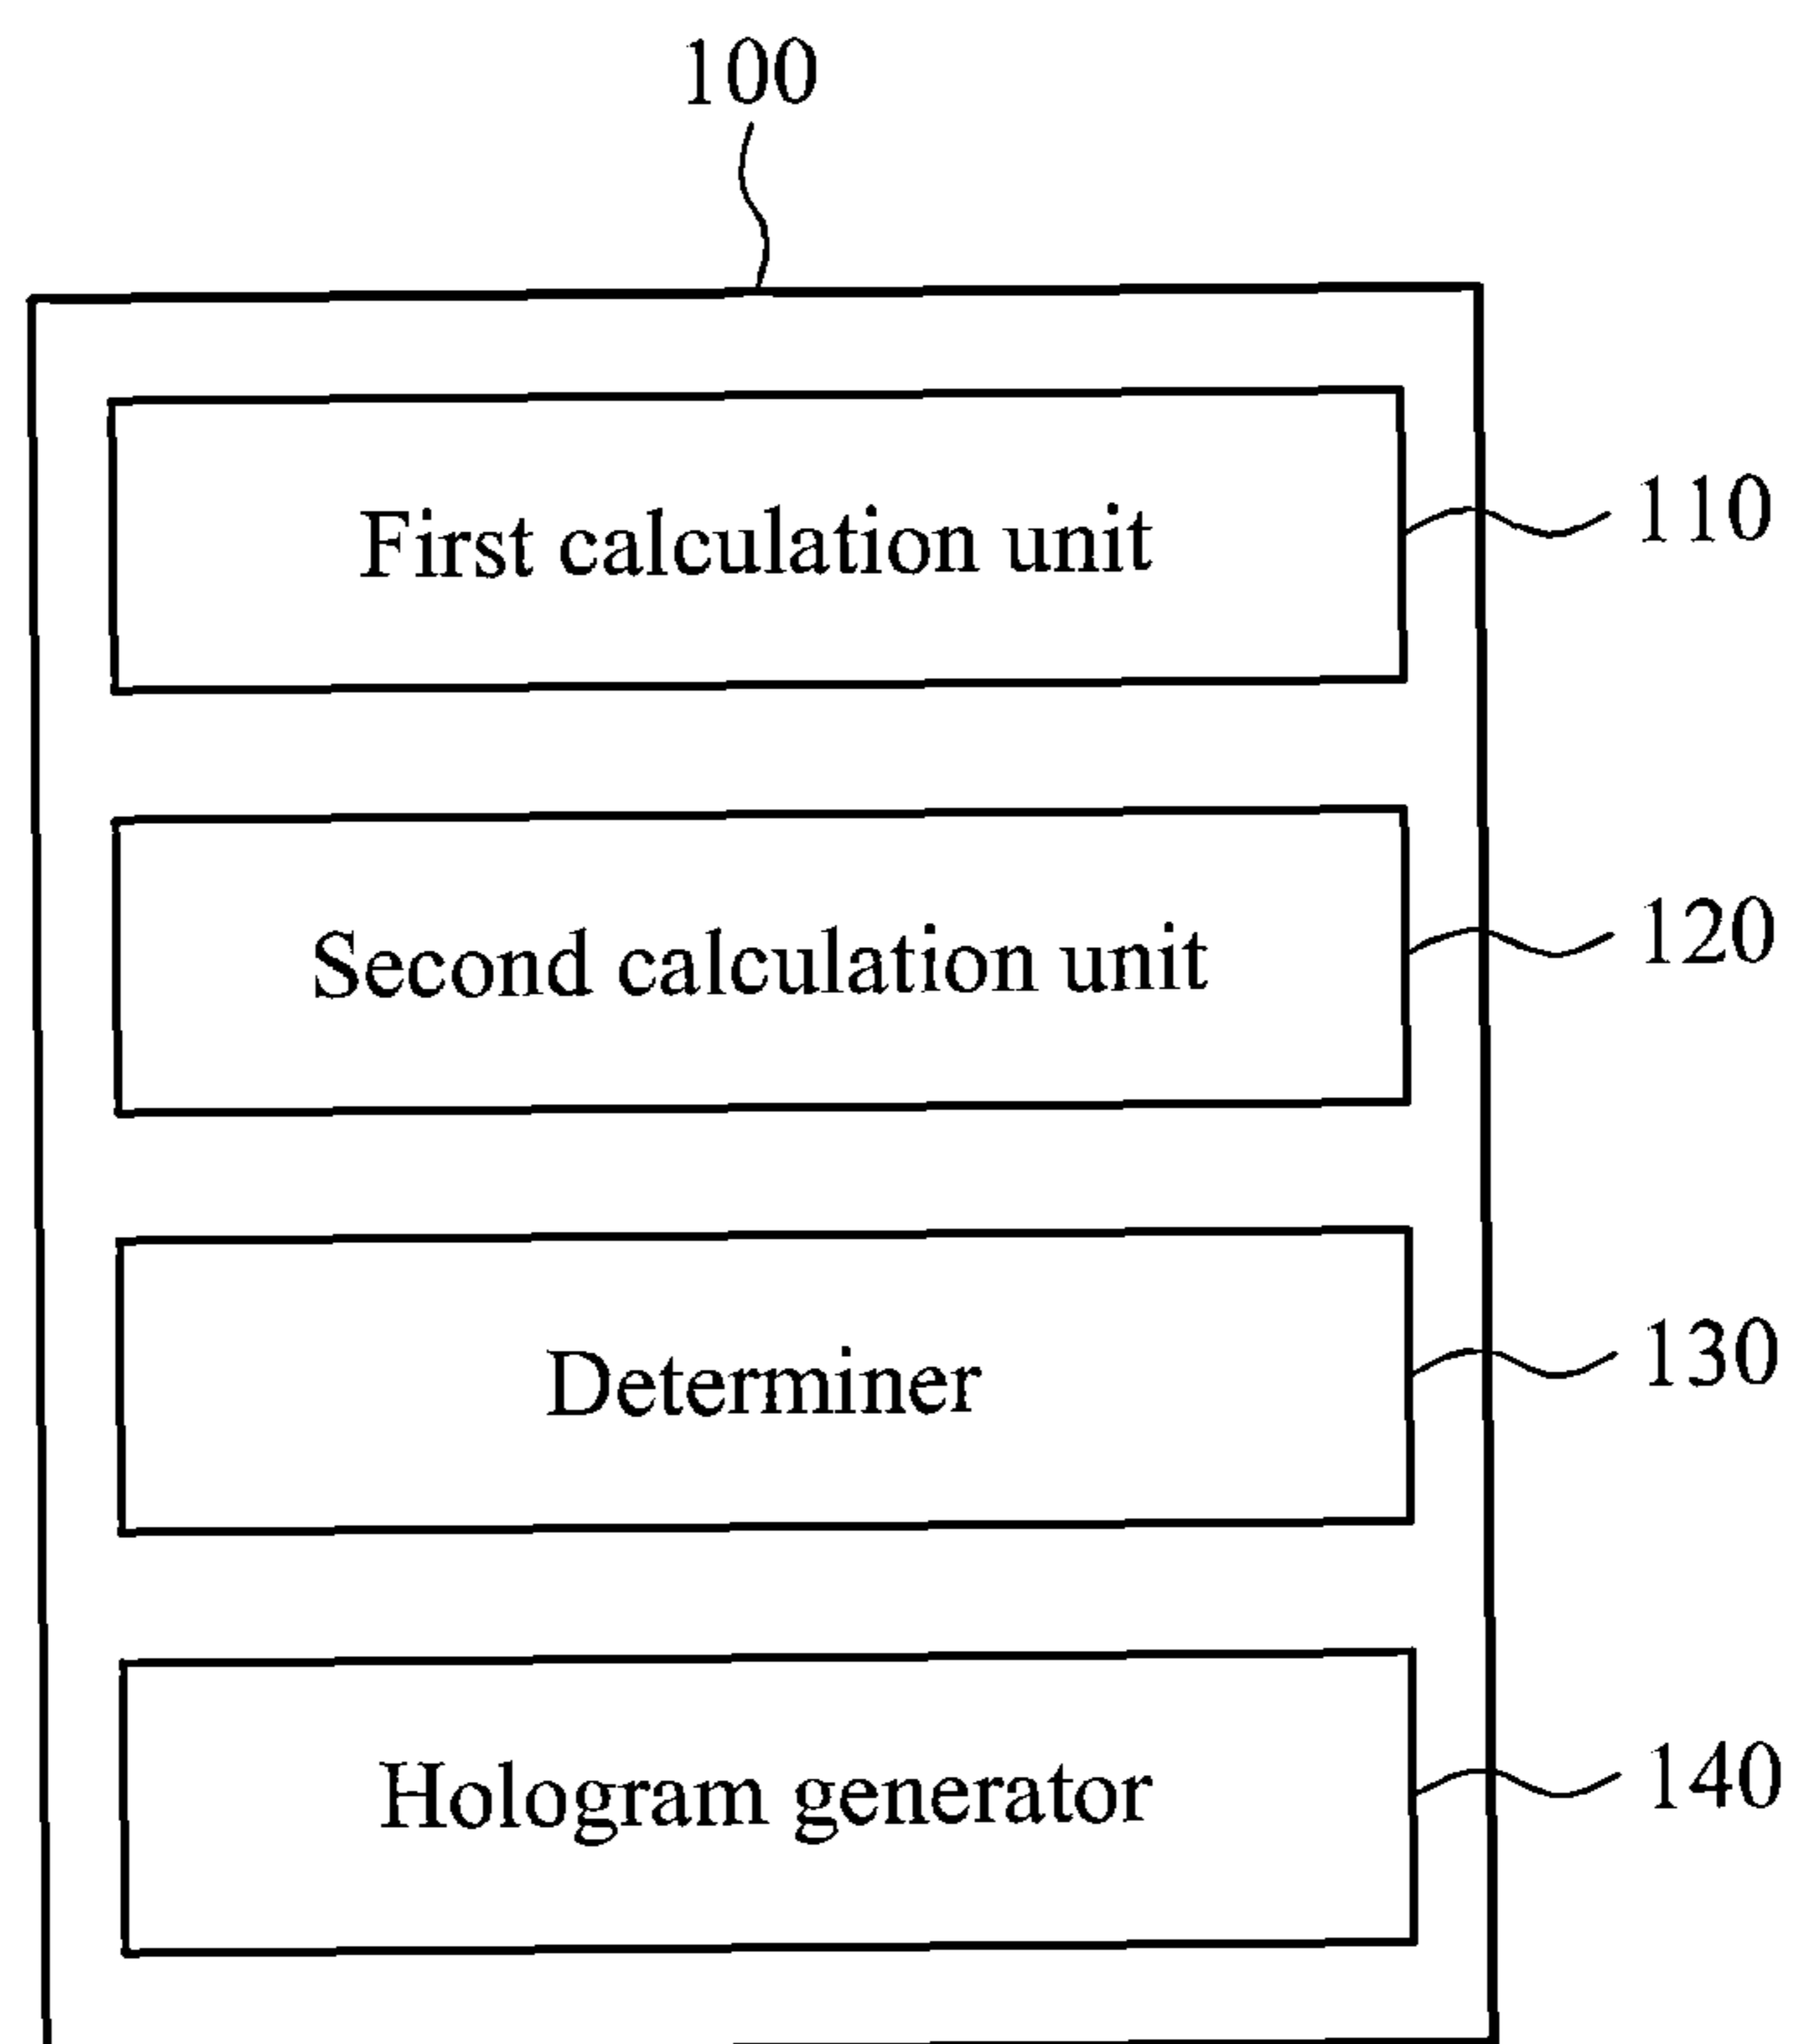 100
First calculation unit
110
Second calculation unit
120
Determiner
130
Hologram generator
140